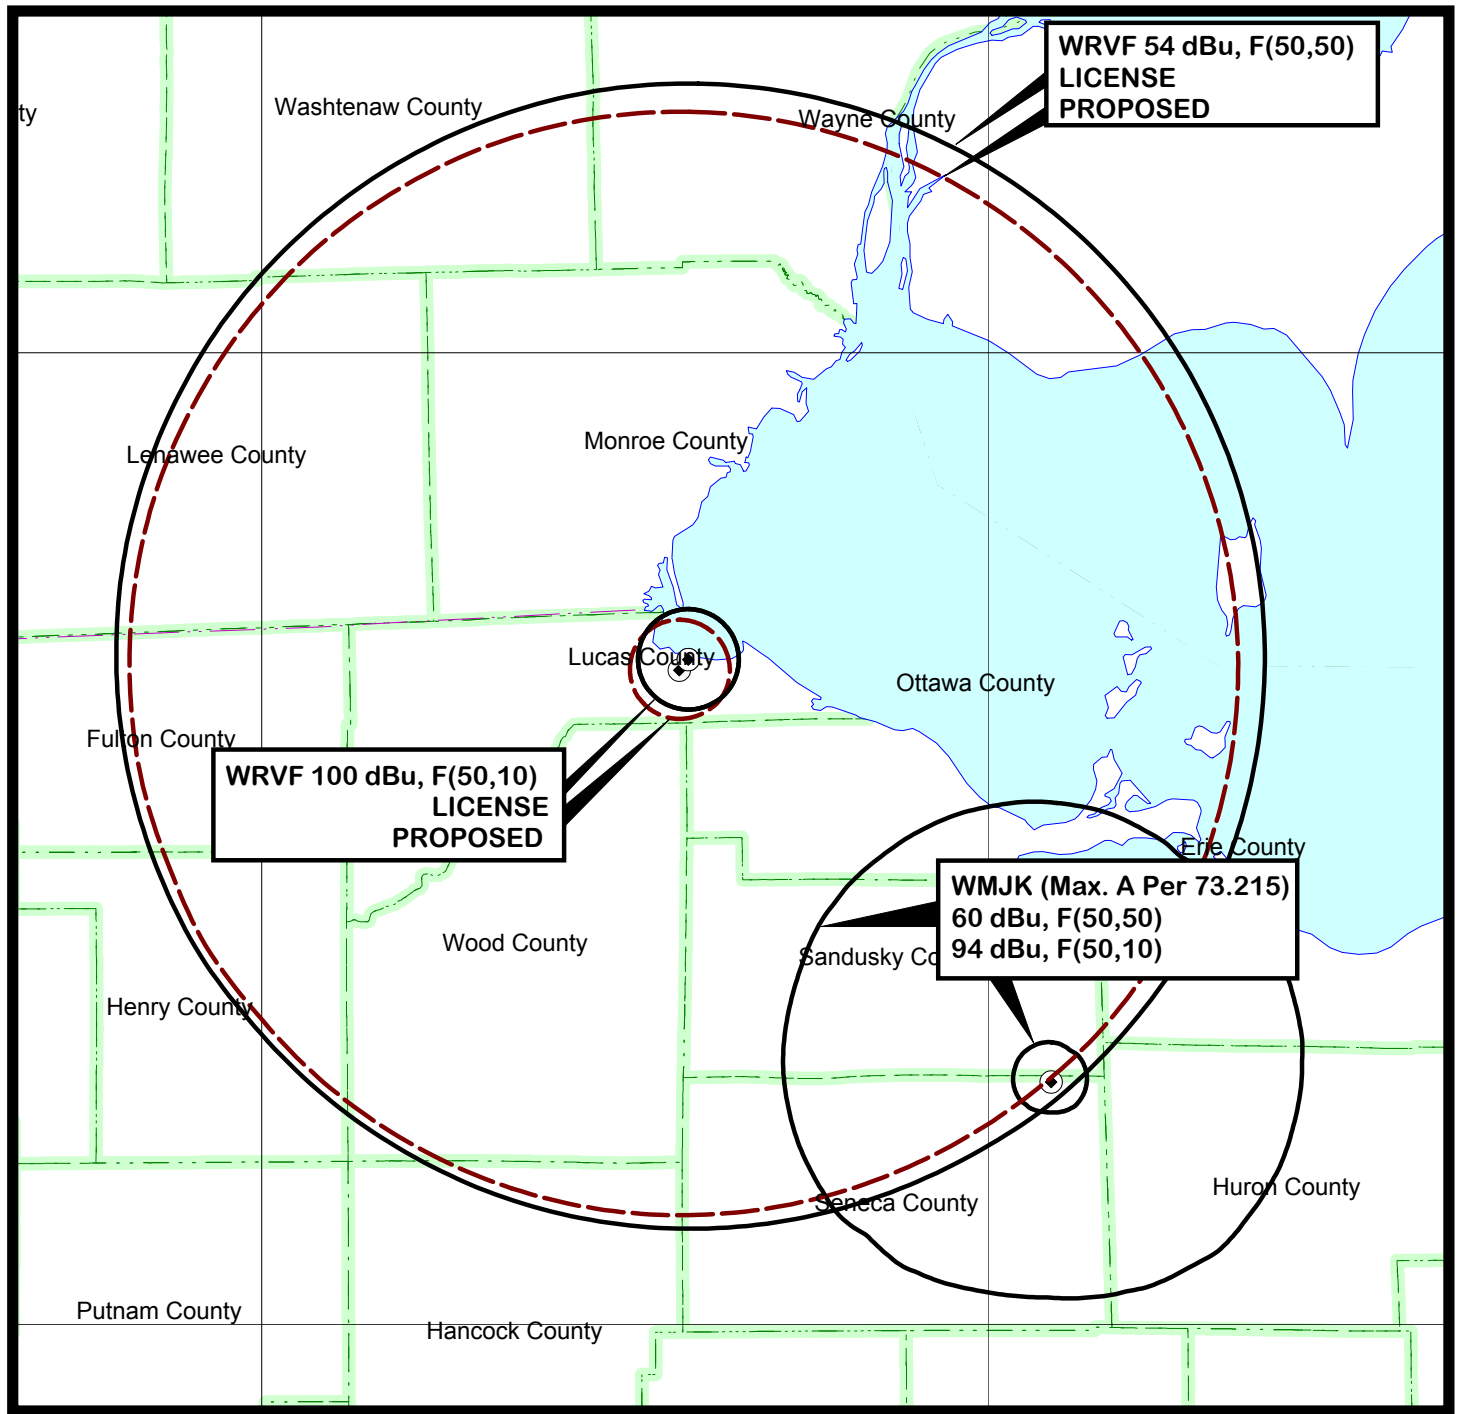 WRVF 54 dBu, F(50,50)
LICENSE
PROPOSED
ty
Washtenaw County
Wayne County
Monroe County
Lenawee County
Lucas County
Ottawa County
Fulton County
WRVF 100 dBu, F(50,10)
LICENSE
PROPOSED
Erie County
WMJK (Max. A Per 73.215)
60 dBu, F(50,50)
94 dBu, F(50,10)
Wood County
Sandusky Co
Henry County
Seneca County
Huron County
Putnam County
Hancock County